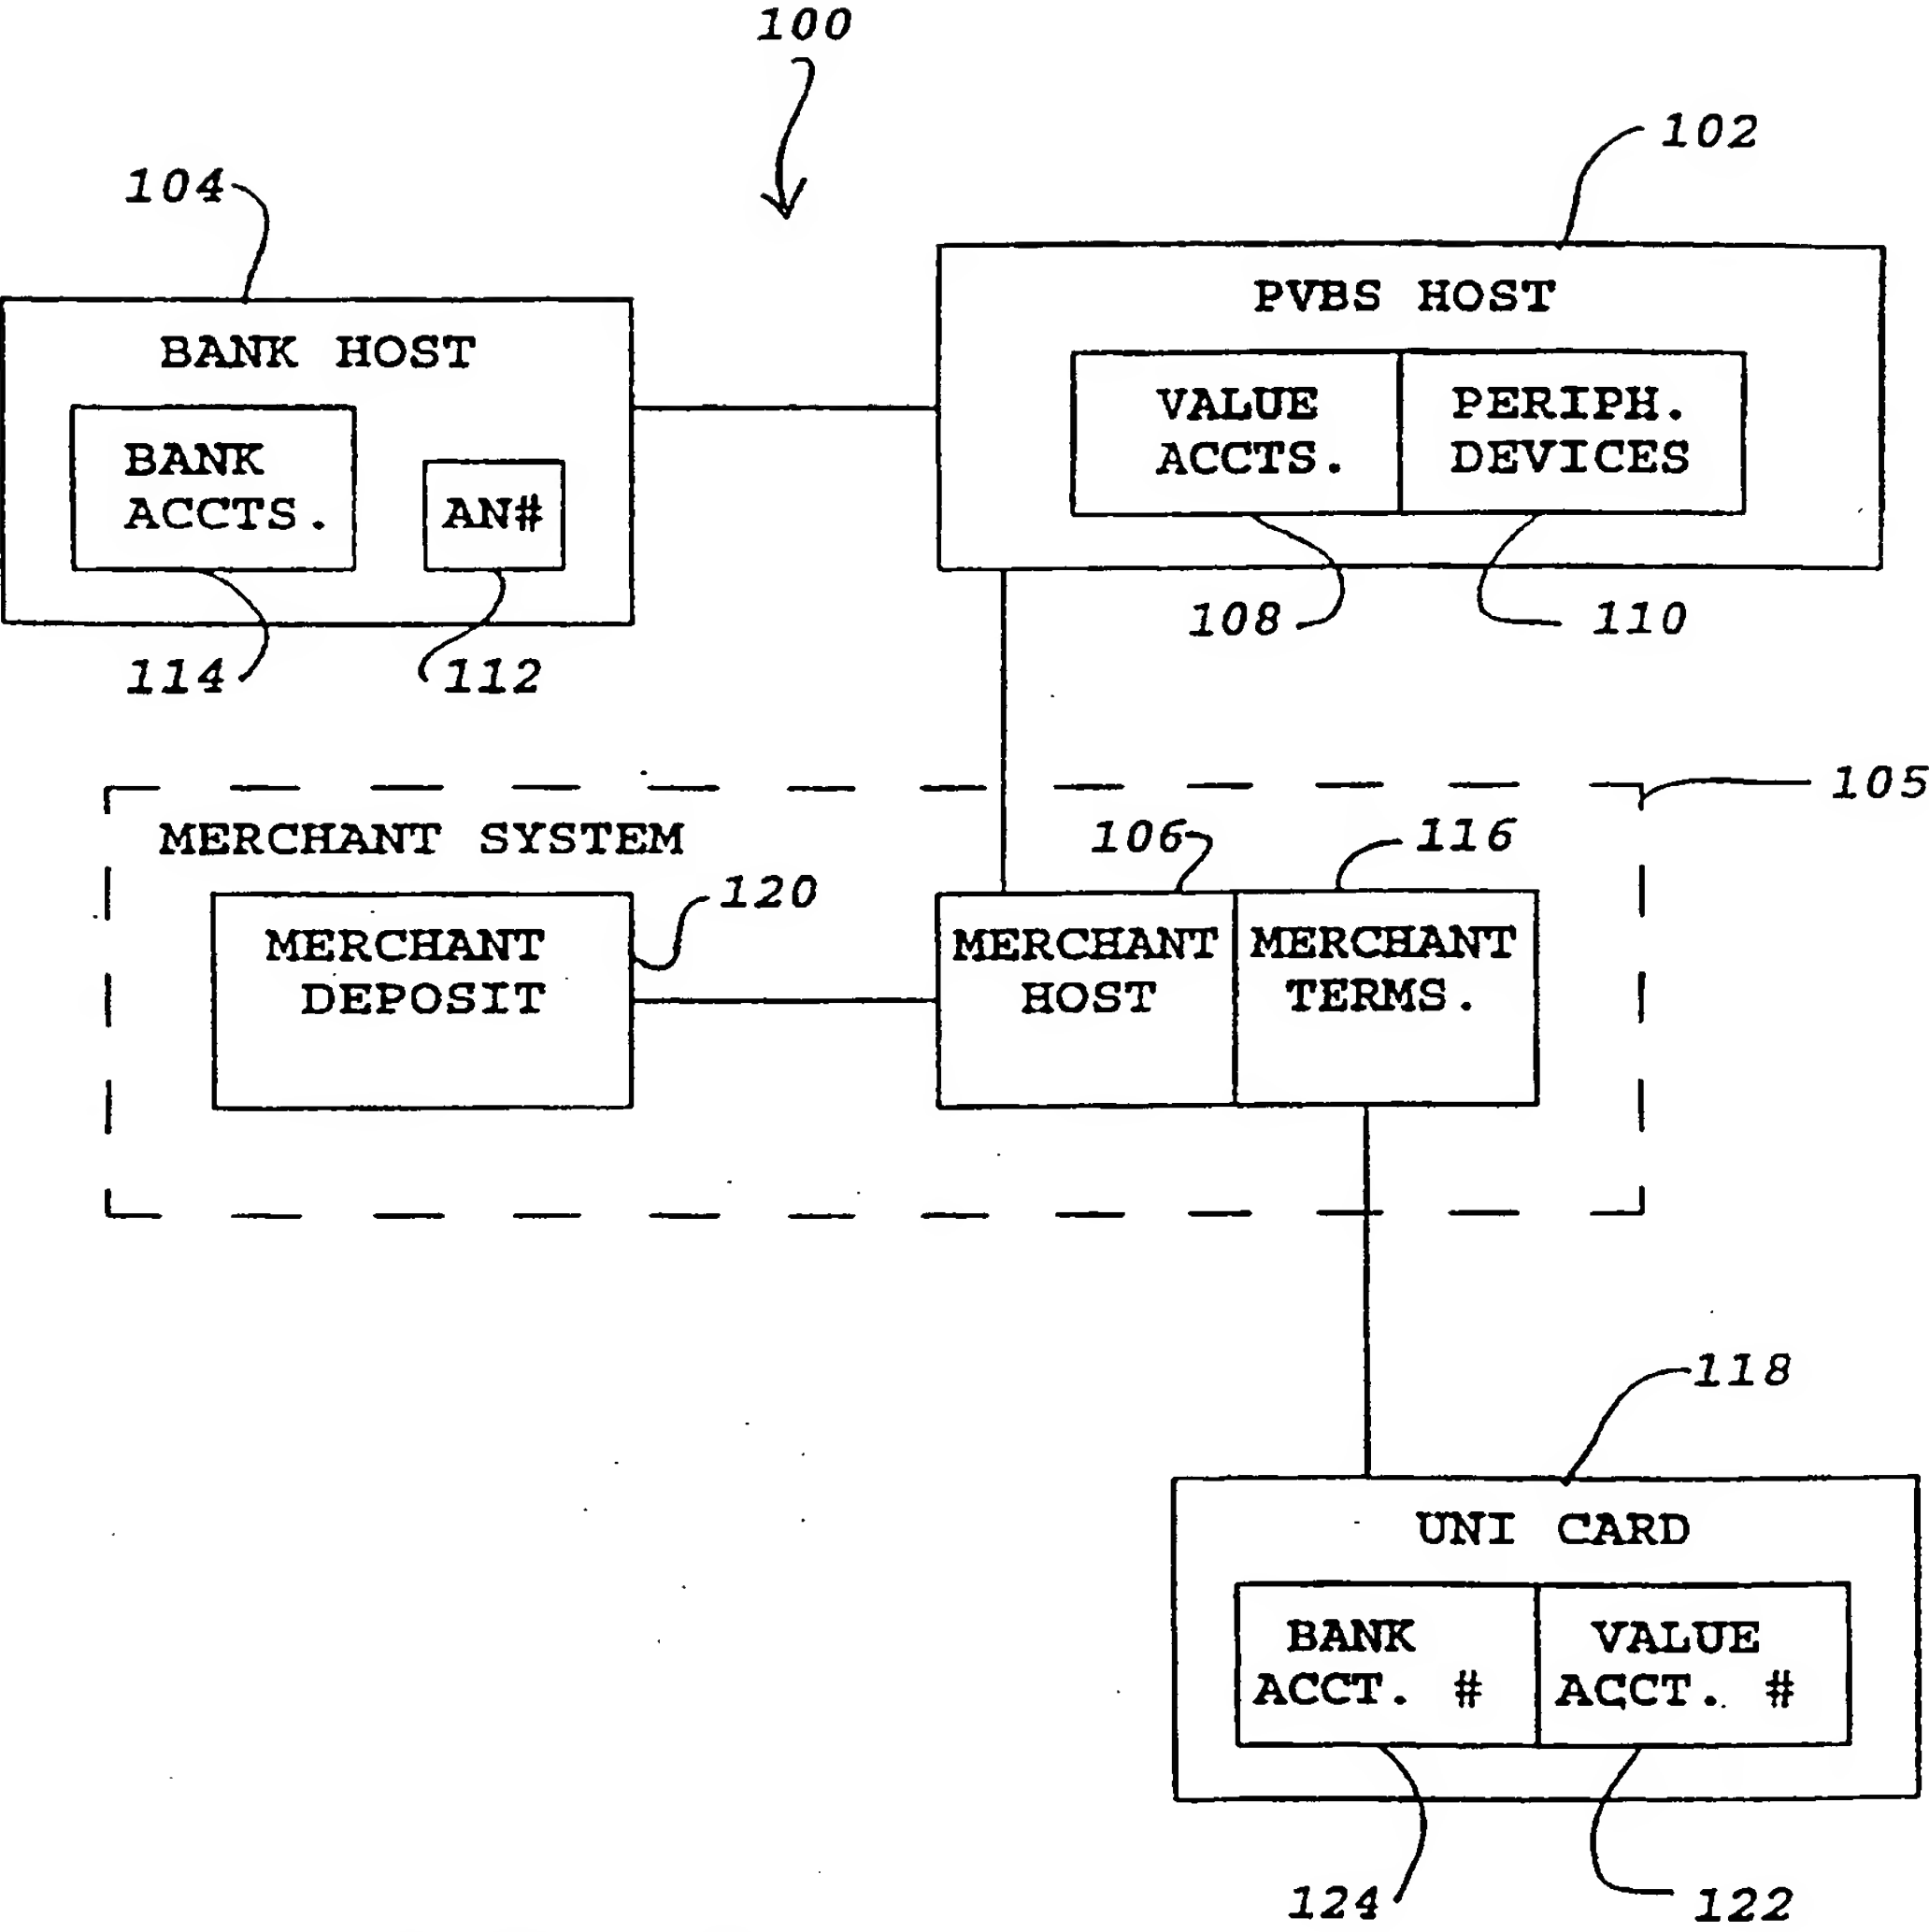 100
102
104
PVBS HOST
BANK HOST
VALUE
ACCTS.
PERIPH.
DEVICES
BANK
ACCTS.
AN#
108
110
114
112
105
MERCHANT SYSTEM
106
116
120
MERCHANT
DEPOSIT
MERCHANT
HOST
MERCHANT
TERMS.
118
UNI CARD
BANK
ACCT. #
VALUE
ACCT. #
124
122